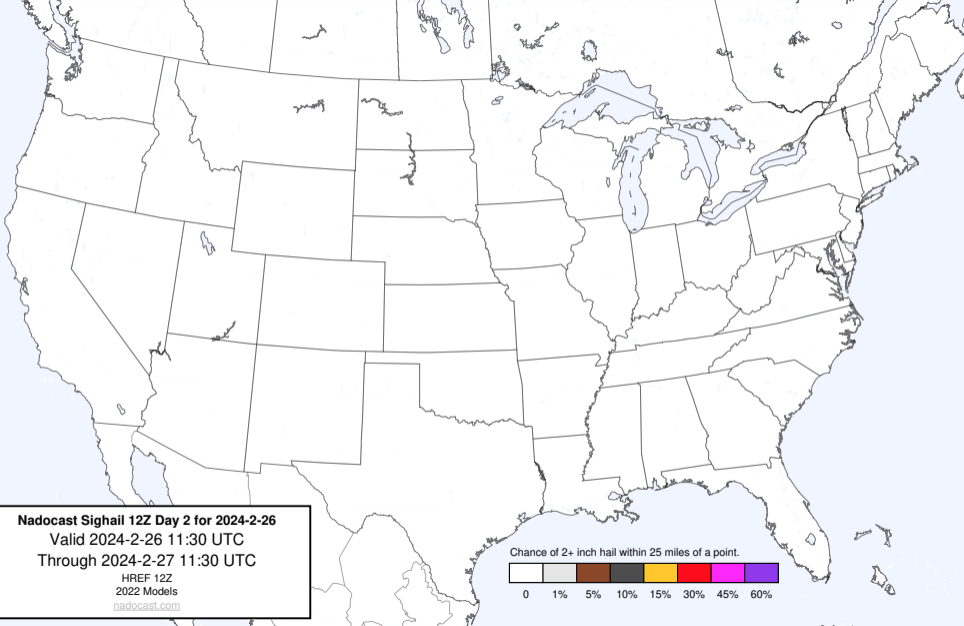 Nadocast Sighail 12Z Day 2 for 2024-2-26
Valid 2024-2-26 11:30 UTC
Through 2024-2-27 11:30 UTC
HREF 12Z
2022 Models
nadocast.com
Chance of 2+ inch hail within 25 miles of a point.
0 1% 5% 10% 15% 30% 45% 60%